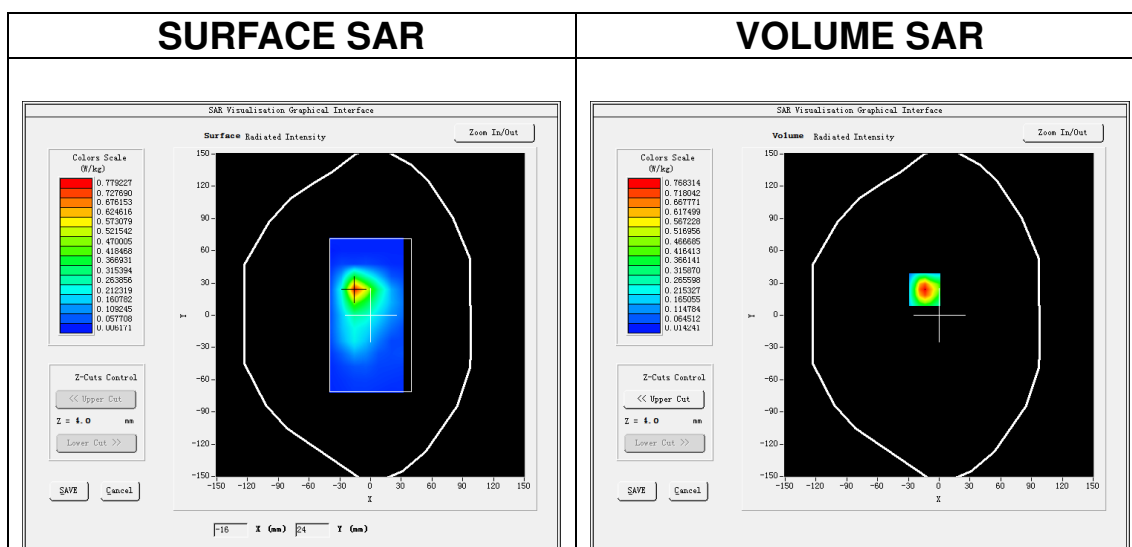 SURFACE SAR
VOLUME SAR
SAR Visualisation Graphical Interface
Surface Radiated Intensity
Zoom In/Out
Colors Scale
(W/kg)
0.779227
0.727690
0.676153
0.624616
0.573079
0.521542
0.470005
0.418468
0.366931
0.315394
0.263856
0.212319
0.160782
0.109245
0.057708
0.006171
150
120
90
60
30
0
-30
-60
-90
-120
-150
Y
-150 -120 -90 -60 -30 0 30 60 90 120 150
X
Z-Cuts Control
<< Upper Cut
Z = 4.0 mm
Lower Cut >>
SAVE Cancel
-16 X (mm) 24 Y (mm)
SAR Visualisation Graphical Interface
Volume Radiated Intensity
Zoom In/Out
Colors Scale
(W/kg)
0.768314
0.718042
0.667771
0.617499
0.567228
0.516956
0.466685
0.416413
0.366141
0.315870
0.265598
0.215327
0.165055
0.114784
0.064512
0.014241
150
120
90
60
30
0
-30
-60
-90
-120
-150
Y
-150 -120 -90 -60 -30 0 30 60 90 120 150
X
Z-Cuts Control
<< Upper Cut
Z = 4.0 mm
Lower Cut >>
SAVE Cancel